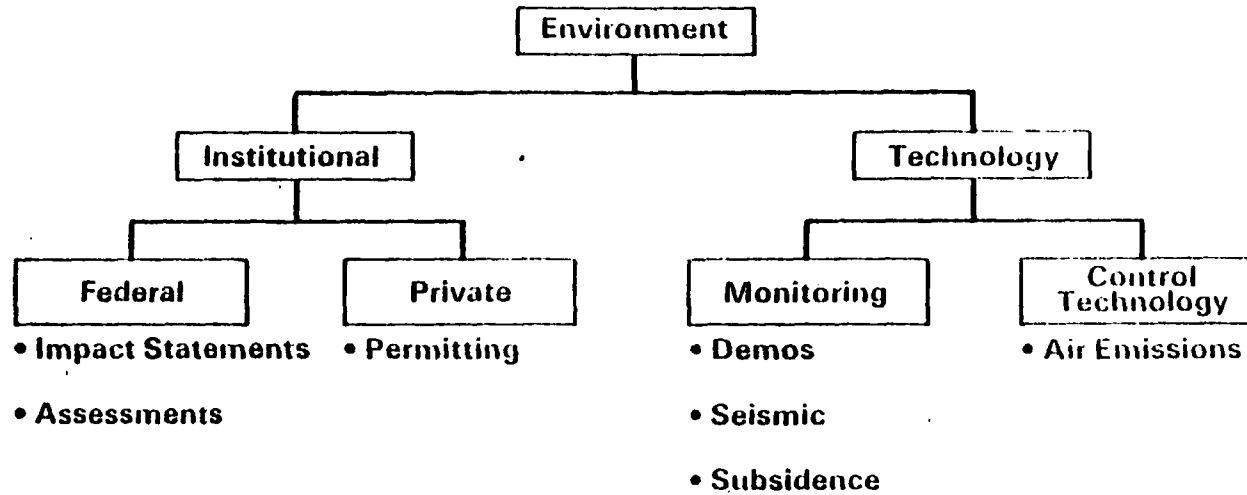 Environment
Institutional
Technology
Federal
Private
Monitoring
Control
Technology
• Impact Statements
• Assessments
• Permitting
• Demos
• Seismic
• Subsidence
• Air Emissions